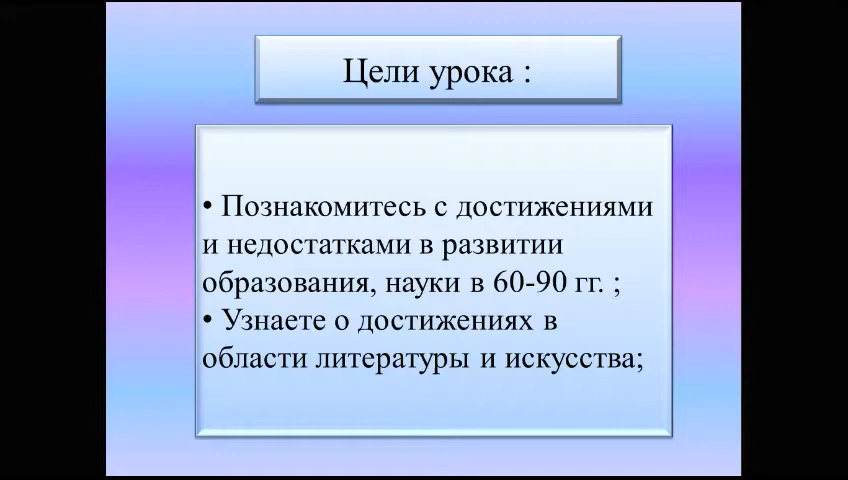 Цели урока :
• Познакомитесь с достижениями
и недостатками в развитии
образования, науки в 60-90 гг. ;
• Узнаете о достижениях в
области литературы и искусства;